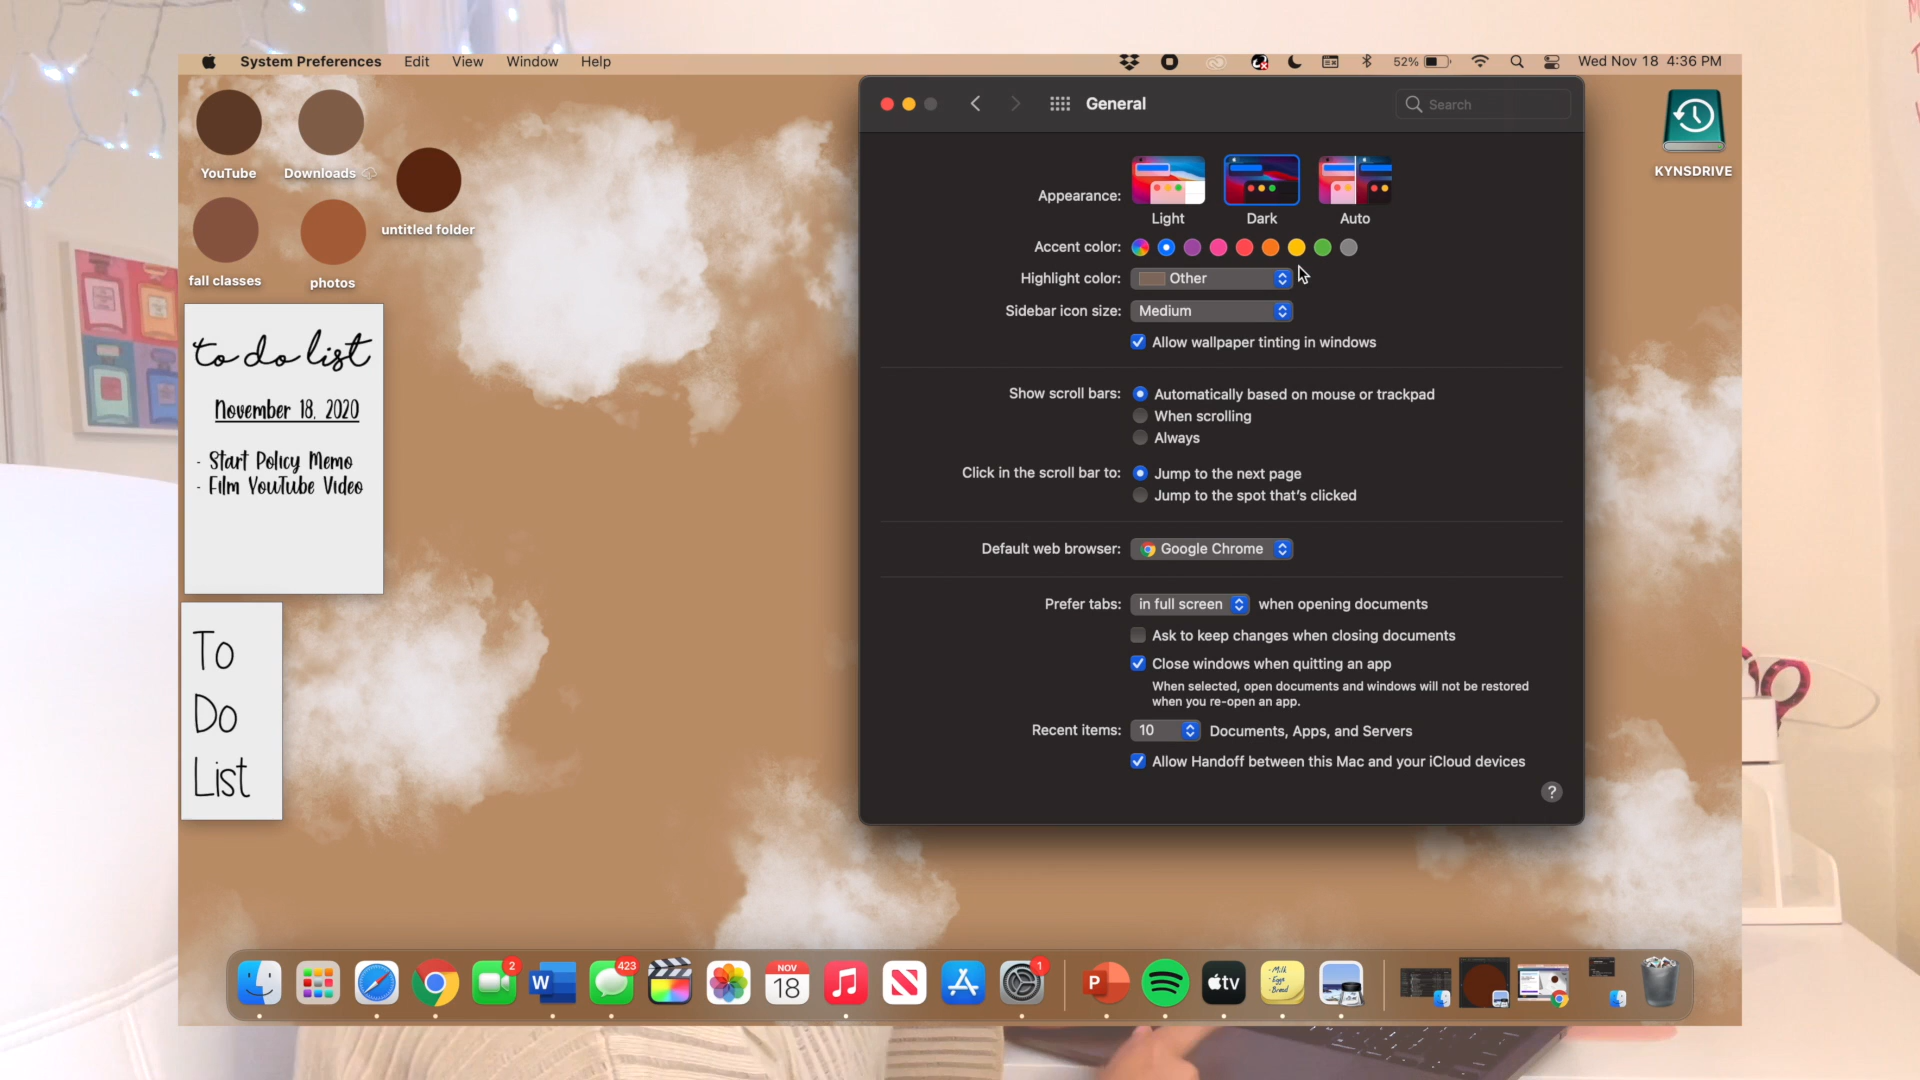 System Preferences Edit View Window Help
52% Wed Nov 18 4:36 PM
YouTube
Downloads
untitled folder
fall classes
photos
to do list
November 18, 2020
- Start Policy Memo
- Film YouTube Video
To
Do
List
General
Search
Appearance:
Light
Dark
Auto
Accent color:
Highlight color: Other
Sidebar icon size: Medium
Allow wallpaper tinting in windows
Show scroll bars: Automatically based on mouse or trackpad
When scrolling
Always
Click in the scroll bar to: Jump to the next page
Jump to the spot that's clicked
Default web browser: Google Chrome
Prefer tabs: in full screen when opening documents
Ask to keep changes when closing documents
Close windows when quitting an app
When selected, open documents and windows will not be restored
when you re-open an app.
Recent items: 10 Documents, Apps, and Servers
Allow Handoff between this Mac and your iCloud devices
?
KYNSDRIVE
2
W
423
NOV
18
1
P
tv
-Milk
-Eggs
-Bread